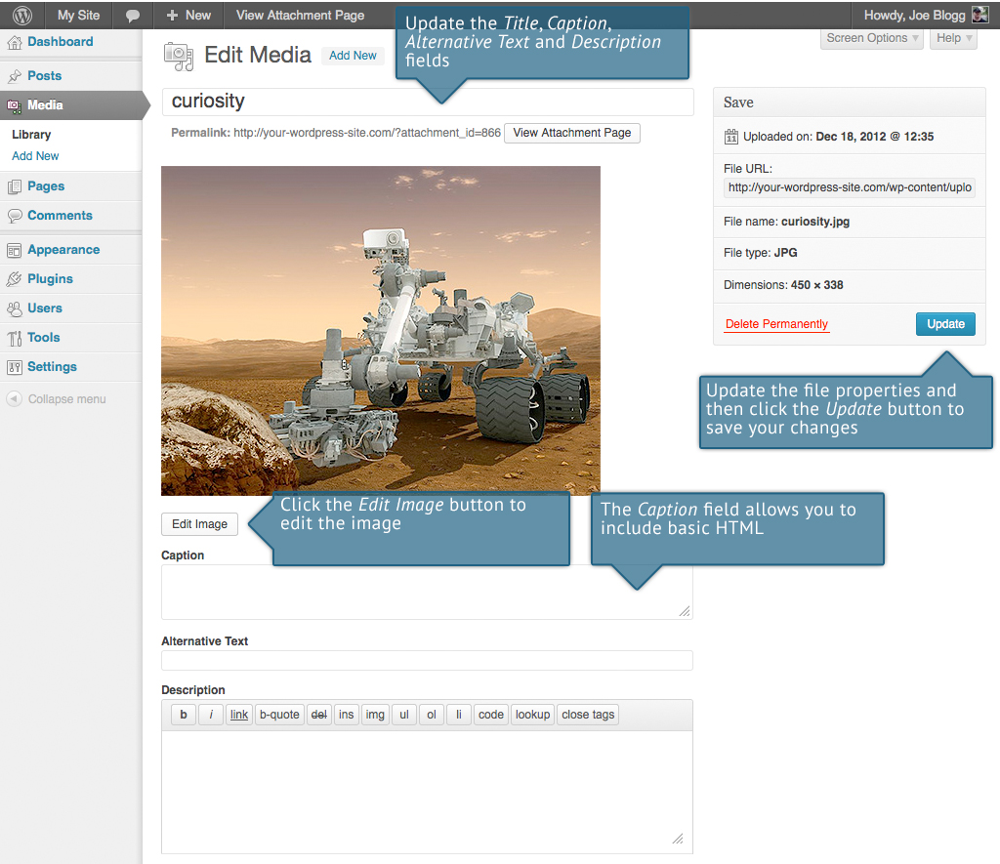 My Site
New
View Attachment Page
Howdy, Joe Blogg
Update the Title, Caption,
Alternative Text and Description
fields
Screen Options
Help
Dashboard
Posts
Media
Library
Add New
Pages
Comments
Appearance
Plugins
Users
Tools
Settings
Collapse menu
Edit Media
Add New
curiosity
Permalink: http://your-wordpress-site.com/?attachment_id=866
View Attachment Page
Save
Uploaded on: Dec 18, 2012 @ 12:35
File URL:
http://your-wordpress-site.com/wp-content/uplo
File name: curiosity.jpg
File type: JPG
Dimensions: 450 × 338
Delete Permanently
Update
Update the file properties and
then click the Update button to
save your changes
Edit Image
Click the Edit Image button to
edit the image
The Caption field allows you to
include basic HTML
Caption
Alternative Text
Description
b
i
link
b-quote
del
ins
img
ul
ol
li
code
lookup
close tags